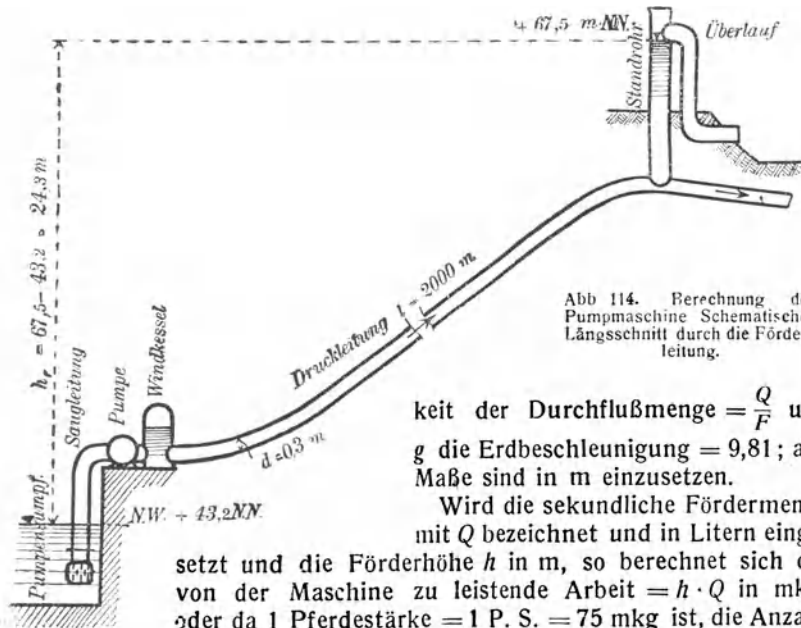 + 67,5 m NN.
Überlauf
Standrohr
hr = 67,5 – 43,2 = 24,3 m
Druckleitung l = 2000 m
Saugleitung
Pumpe
Windkessel
d = 0,3 m
Pumpensumpf.
N.W. + 43,2 NN.
Abb 114. Berechnung
Pumpmaschine Schematische
Längsschnitt durch die Förder
leitung.
keit der Durchflußmenge = Q/F
g die Erdbeschleunigung = 9,81 ;
Maße sind in m einzusetzen.
Wird die sekundliche Fördermen
mit Q bezeichnet und in Litern eing
setzt und die Förderhöhe h in m, so berechnet sich
von der Maschine zu leistende Arbeit = h · Q in mk
oder da 1 Pferdestärke = 1 P. S. = 75 mkg ist, die Anza